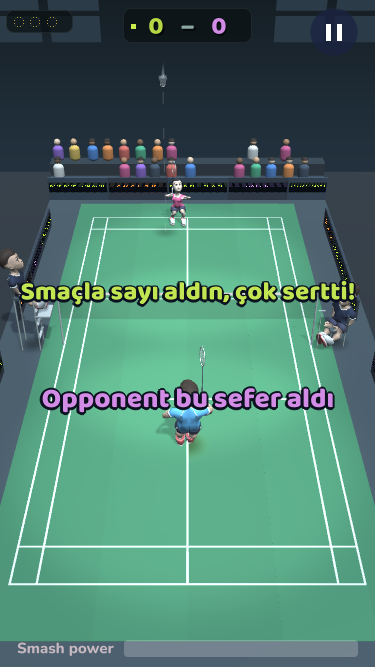 0 – 0
Smaçla sayı aldın, çok sertti!
Opponent bu sefer aldı
Smash power